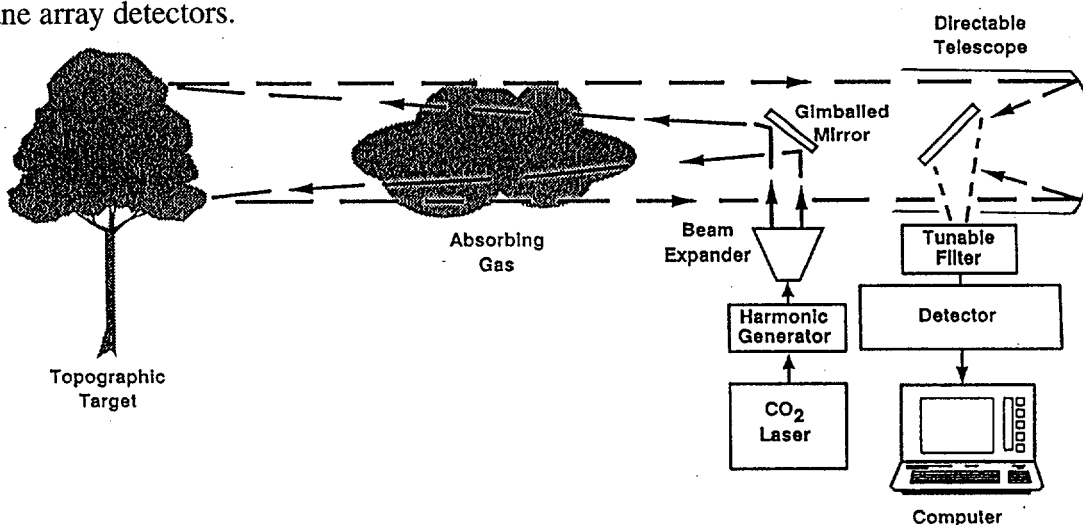 ane array detectors.
Directable
Telescope
Gimballed
Mirror
Absorbing
Gas
Beam
Expander
Tunable
Filter
Harmonic
Generator
Detector
Topographic
Target
CO₂
Laser
Computer